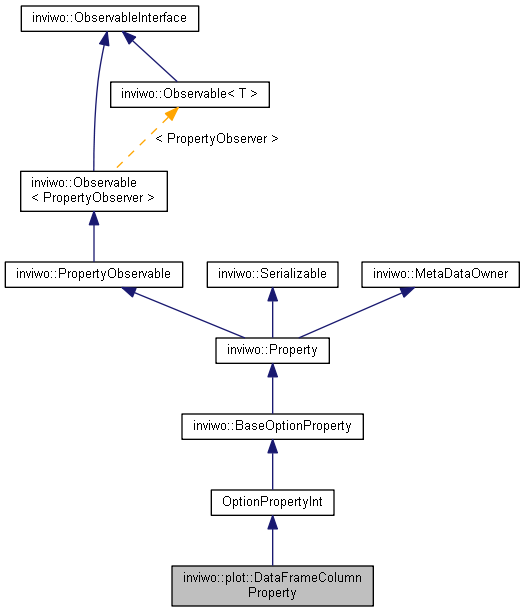 inviwo::ObservableInterface
inviwo::Observable< T >
< PropertyObserver >
inviwo::Observable
< PropertyObserver >
inviwo::PropertyObservable
inviwo::Serializable
inviwo::MetaDataOwner
inviwo::Property
inviwo::BaseOptionProperty
OptionPropertyInt
inviwo::plot::DataFrameColumn
Property